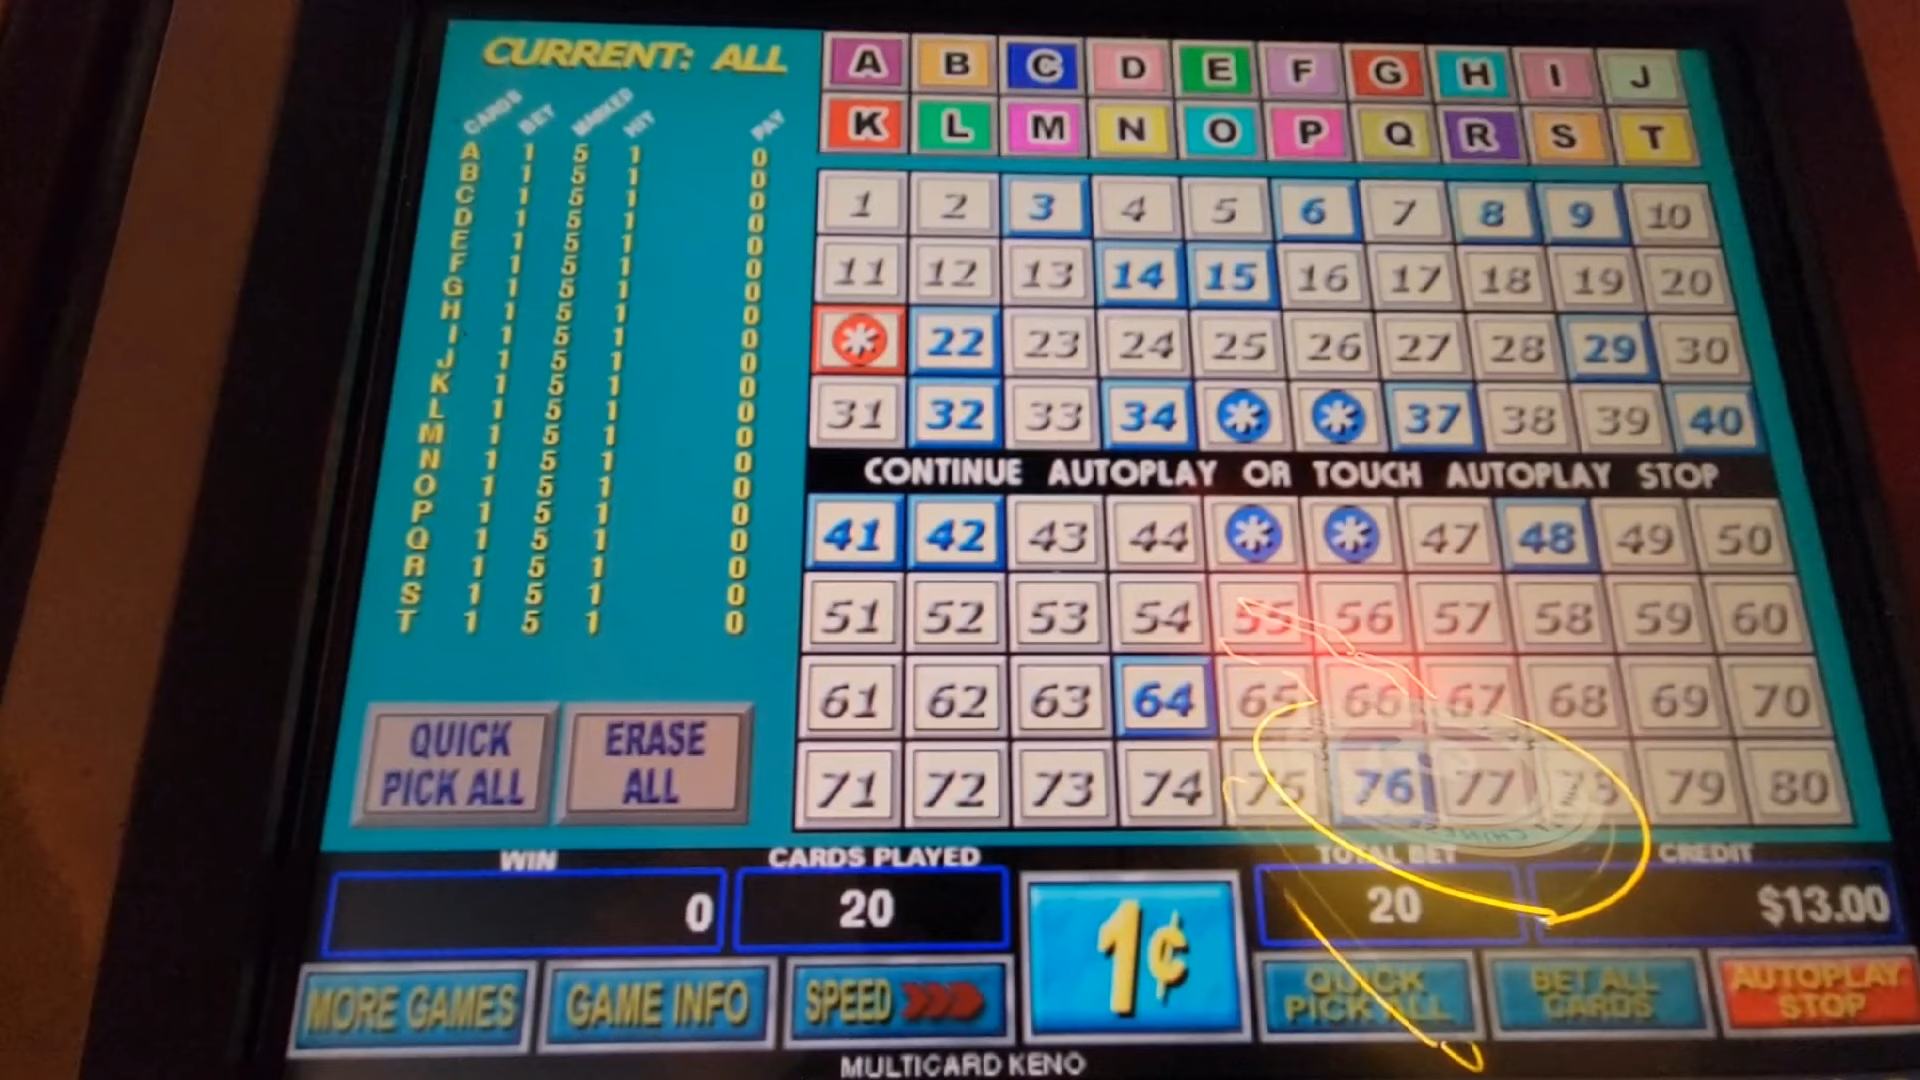 CURRENT: ALL
CARDS BET MARKED HIT PAY
A 1 5 1 0
B 1 5 1 0
C 1 5 1 0
D 1 5 1 0
E 1 5 1 0
F 1 5 1 0
G 1 5 1 0
H 1 5 1 0
I 1 5 1 0
J 1 5 1 0
K 1 5 1 0
L 1 5 1 0
M 1 5 1 0
N 1 5 1 0
O 1 5 1 0
P 1 5 1 0
Q 1 5 1 0
R 1 5 1 0
S 1 5 1 0
T 1 5 1 0
QUICK PICK ALL
ERASE ALL
A B C D E F G H I J
K L M N O P Q R S T
1 2 3 4 5 6 7 8 9 10
11 12 13 14 15 16 17 18 19 20
22 23 24 25 26 27 28 29 30
31 32 33 34 37 38 39 40
CONTINUE AUTOPLAY OR TOUCH AUTOPLAY STOP
41 42 43 44 47 48 49 50
51 52 53 54 55 56 57 58 59 60
61 62 63 64 65 66 67 68 69 70
71 72 73 74 75 76 77 78 79 80
WIN CARDS PLAYED TOTAL BET CREDIT
0 20 1¢ 20 $13.00
MORE GAMES
GAME INFO
SPEED
QUICK PICK ALL
BET ALL CARDS
AUTOPLAY STOP
MULTICARD KENO